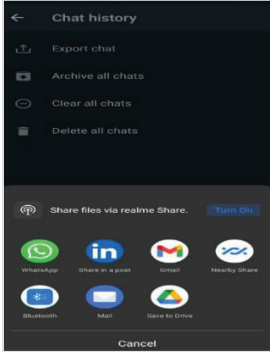 Chat history
Export chat
Archive all chats
Clear all chats
Delete all chats
Share files via realme Share.
Turn On
WhatsApp
Share in a post
Gmail
Nearby Share
Bluetooth
Mail
Save to Drive
Cancel